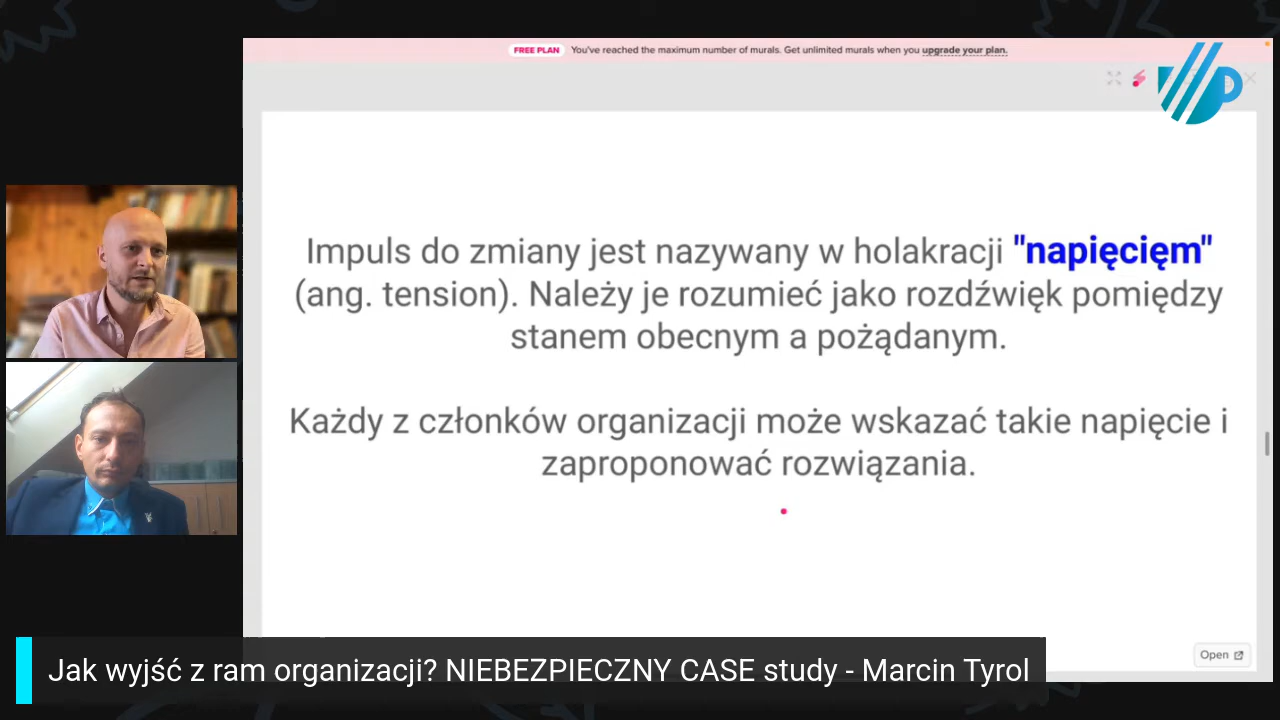 FREE PLAN You've reached the maximum number of murals. Get unlimited murals when you upgrade your plan.
Impuls do zmiany jest nazywany w holakracji "napięcięm"
(ang. tension). Należy je rozumieć jako rozdźwięk pomiędzy
stanem obecnym a pożądanym.
Każdy z członków organizacji może wskazać takie napięcie i
zaproponować rozwiązania.
Open
Jak wyjść z ram organizacji? NIEBEZPIECZNY CASE study - Marcin Tyrol